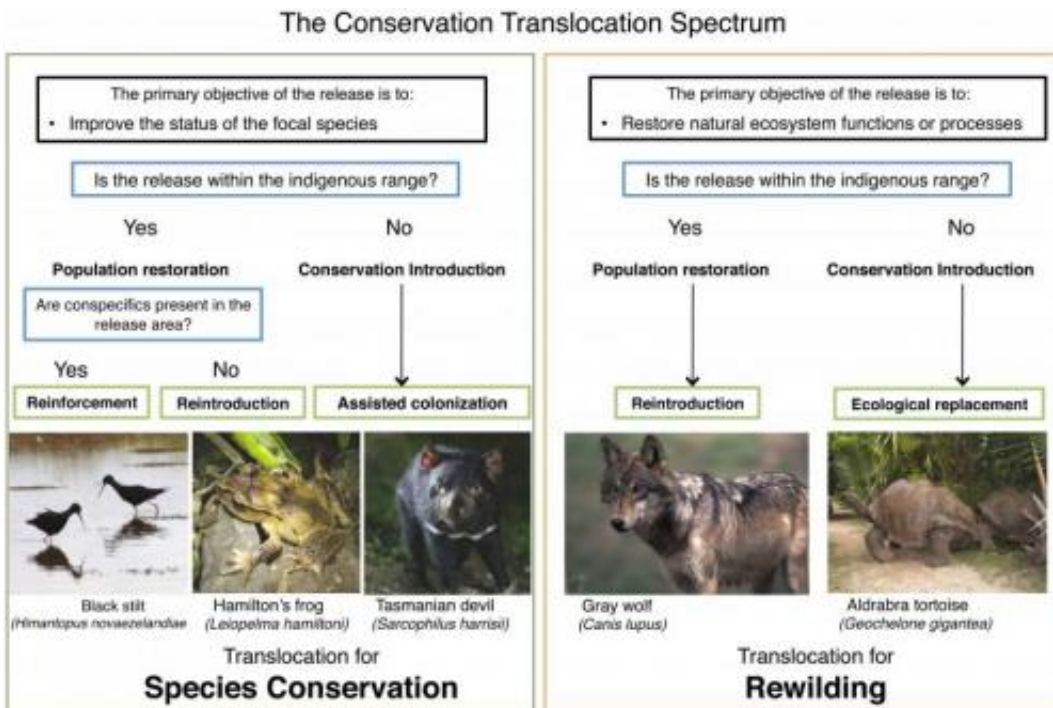 The Conservation Translocation Spectrum
The primary objective of the release is to:
• Improve the status of the focal species
Is the release within the indigenous range?
Yes
No
Population restoration
Conservation Introduction
Are conspecifics present in the
release area?
Yes
No
Reinforcement
Reintroduction
Assisted colonization
Black stilt
(Himantopus novaezelandiae
Hamilton's frog
(Leiopelma hamiltoni)
Tasmanian devil
(Sarcophilus harrisii)
Translocation for
Species Conservation
The primary objective of the release is to:
• Restore natural ecosystem functions or processes
Is the release within the indigenous range?
Yes
No
Population restoration
Conservation Introduction
Reintroduction
Ecological replacement
Gray wolf
(Canis lupus)
Aldrabra tortoise
(Geochelone gigantea)
Translocation for
Rewilding